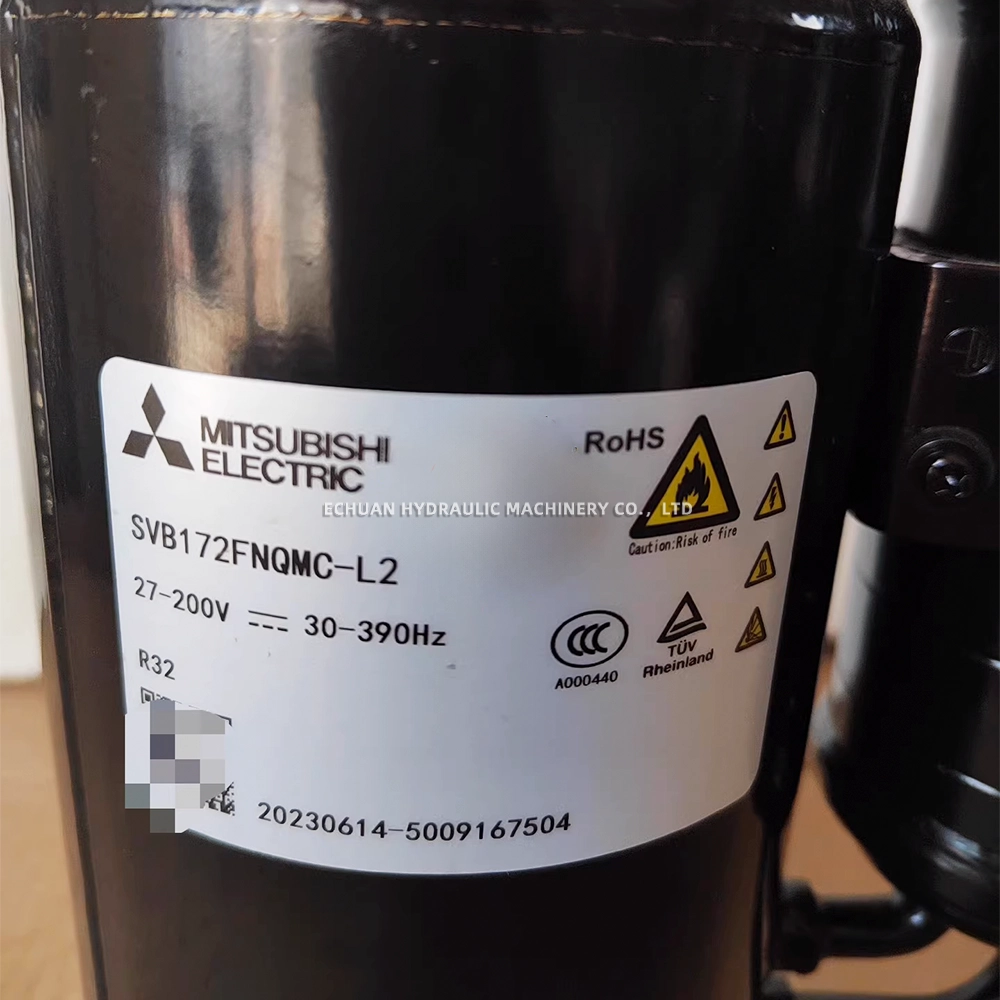 MITSUBISHI
ELECTRIC
RoHS
ECHUAN HYDRAULIC MACHINERY CO., LTD
Caution:Risk of fire
SVB172FNQMC-L2
27-200V ⎓ 30-390Hz
CCC
A000440
TÜV
Rheinland
R32
20230614-5009167504